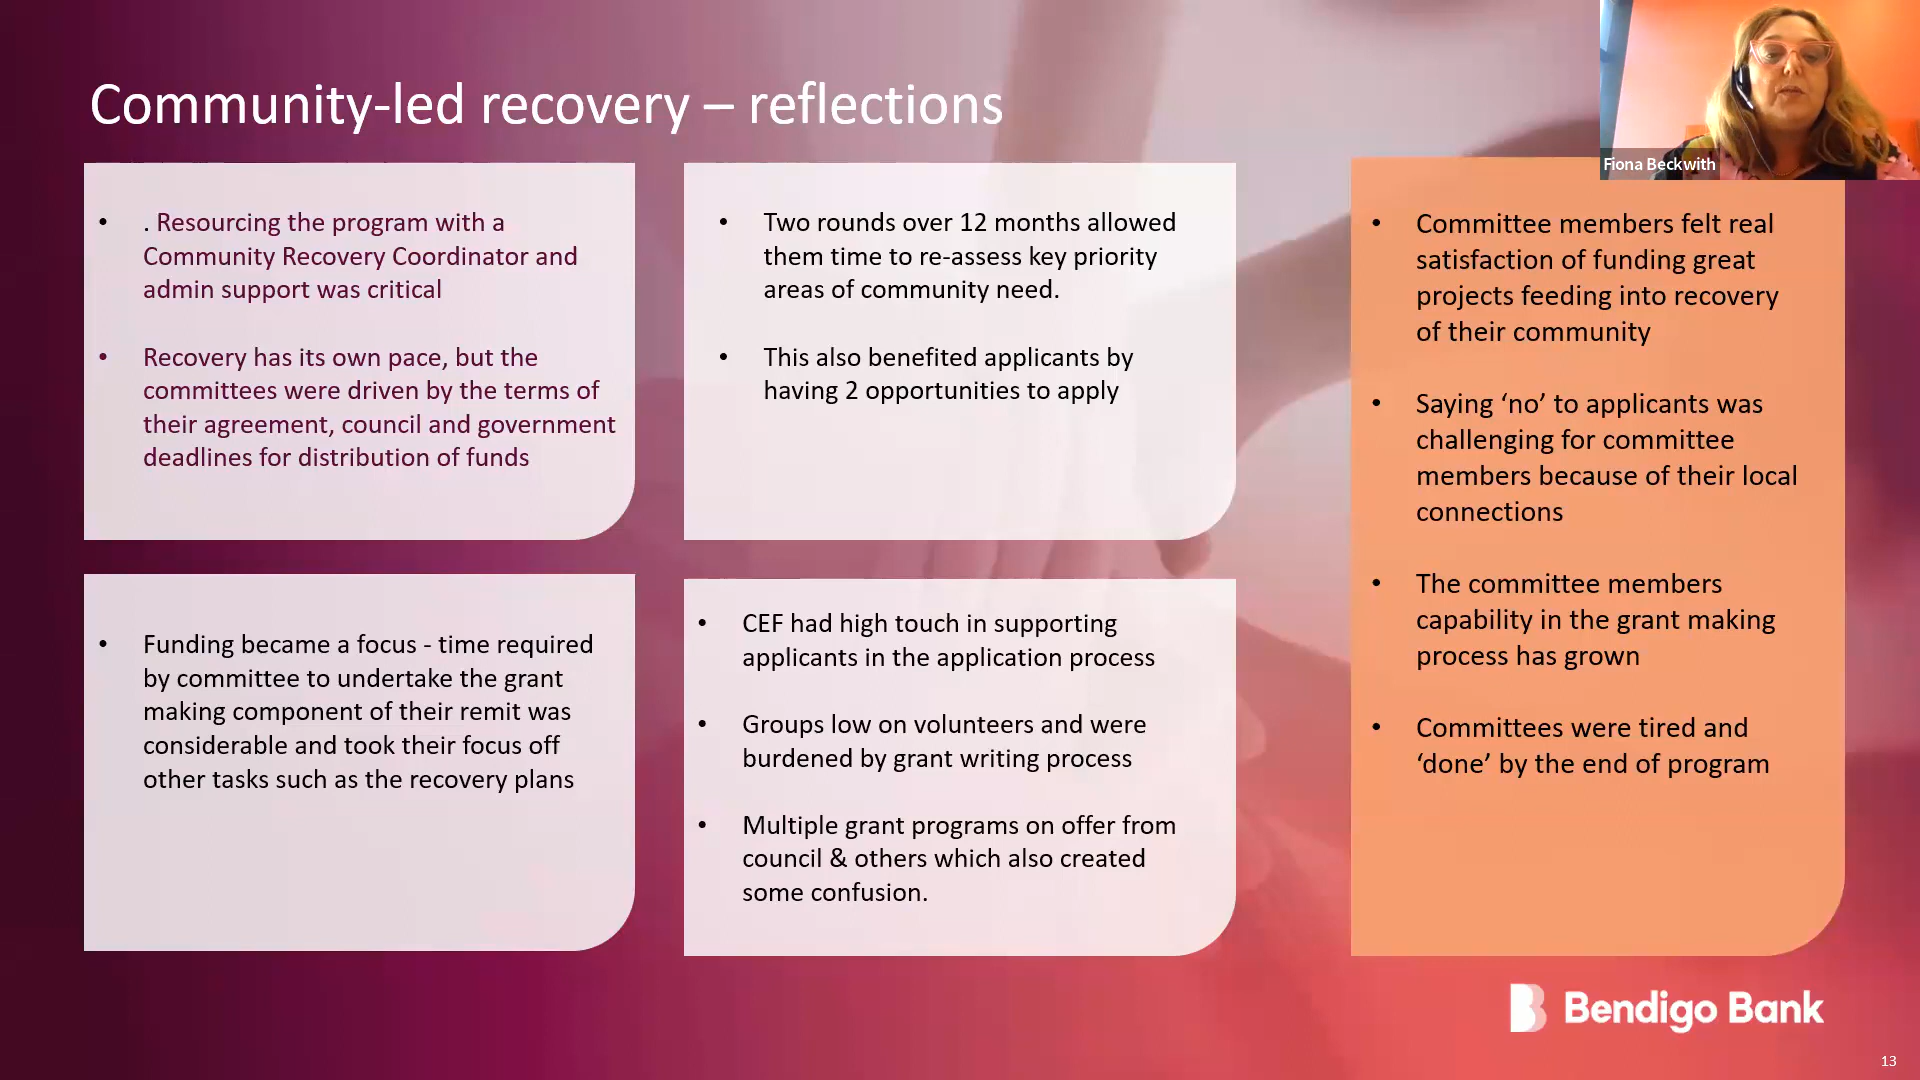 Community-led recovery – reflections
Fiona Beckwith
• . Resourcing the program with a
Community Recovery Coordinator and
admin support was critical
• Recovery has its own pace, but the
committees were driven by the terms of
their agreement, council and government
deadlines for distribution of funds
• Two rounds over 12 months allowed
them time to re-assess key priority
areas of community need.
• This also benefited applicants by
having 2 opportunities to apply
• Funding became a focus - time required
by committee to undertake the grant
making component of their remit was
considerable and took their focus off
other tasks such as the recovery plans
• CEF had high touch in supporting
applicants in the application process
• Groups low on volunteers and were
burdened by grant writing process
• Multiple grant programs on offer from
council & others which also created
some confusion.
• Committee members felt real
satisfaction of funding great
projects feeding into recovery
of their community
• Saying ‘no’ to applicants was
challenging for committee
members because of their local
connections
• The committee members
capability in the grant making
process has grown
• Committees were tired and
‘done’ by the end of program
Bendigo Bank
13